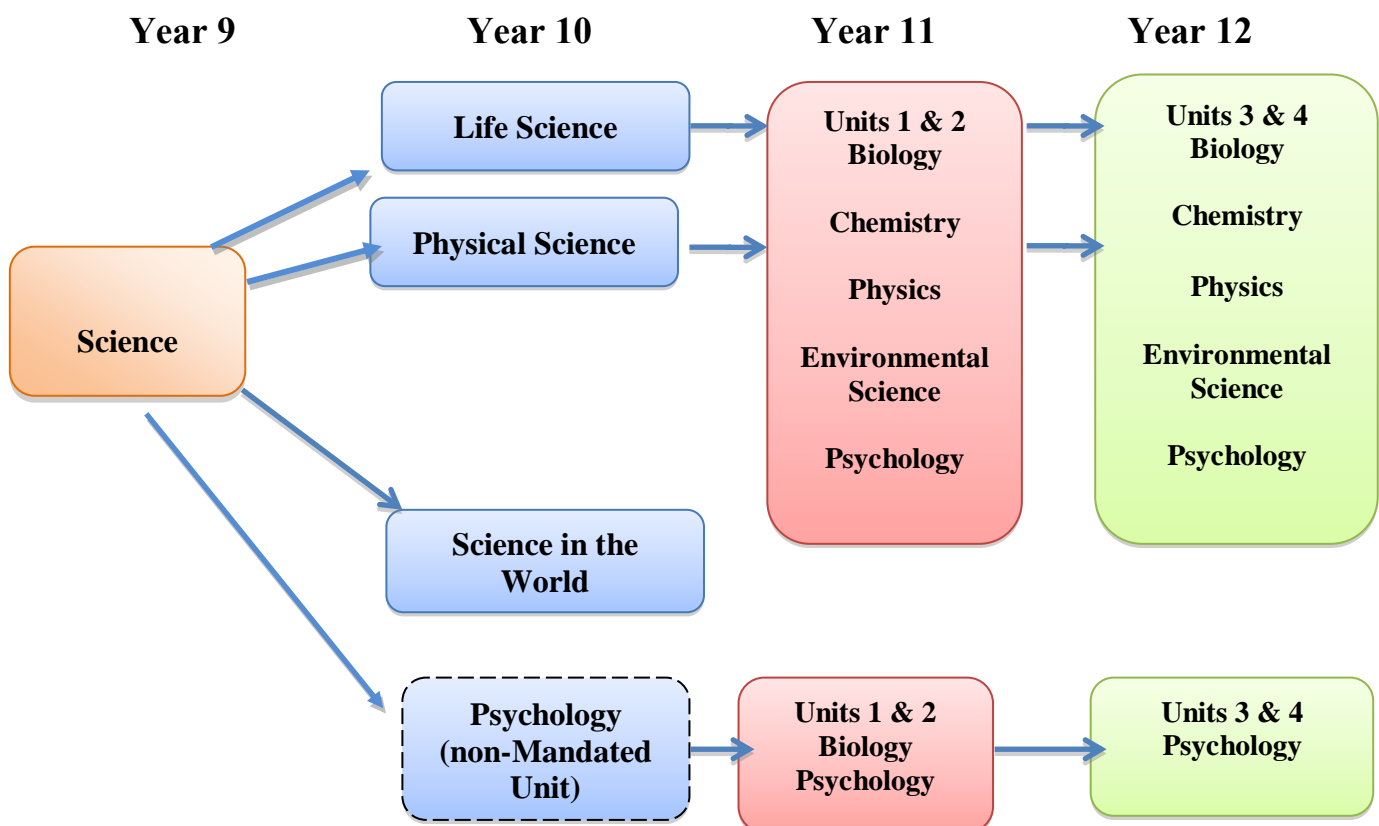 Year 9
Year 10
Year 11
Year 12
Science
Life Science
Physical Science
Science in the
World
Psychology
(non-Mandated
Unit)
Units 1 & 2
Biology
Chemistry
Physics
Environmental
Science
Psychology
Units 3 & 4
Biology
Chemistry
Physics
Environmental
Science
Psychology
Units 1 & 2
Biology
Psychology
Units 3 & 4
Psychology